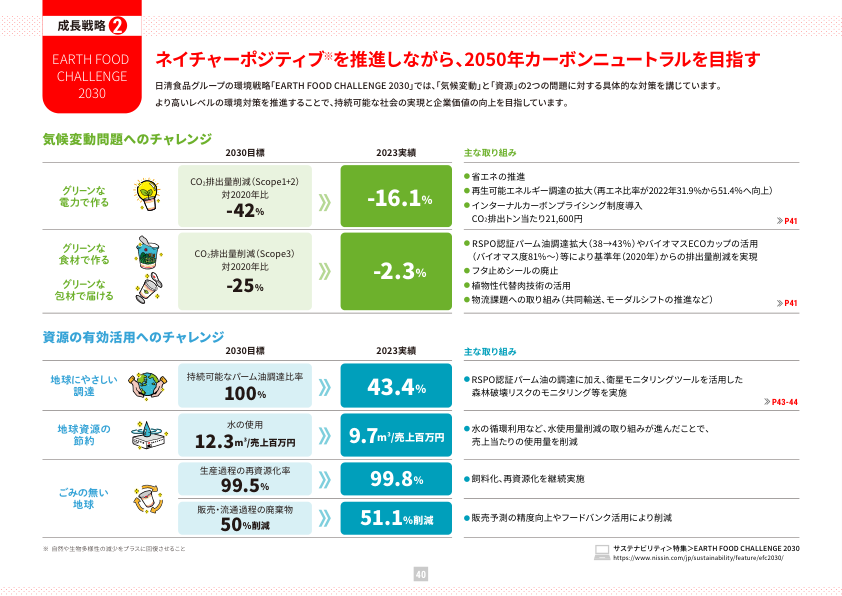 成長戦略 2
EARTH FOOD
CHALLENGE
2030
ネイチャーポジティブ※を推進しながら、2050年カーボンニュートラルを目指す
日清食品グループの環境戦略「EARTH FOOD CHALLENGE 2030」では、「気候変動」と「資源」の2つの問題に対する具体的な対策を講じています。
より高いレベルの環境対策を推進することで、持続可能な社会の実現と企業価値の向上を目指しています。
気候変動問題へのチャレンジ
2030目標
2023実績
主な取り組み
グリーンな
電力で作る
CO₂排出量削減（Scope1+2）
対2020年比
-42%
-16.1%
●省エネの推進
●再生可能エネルギー調達の拡大（再エネ比率が2022年31.9%から51.4%へ向上）
●インターナルカーボンプライシング制度導入
CO₂排出トン当たり21,600円
≫P41
グリーンな
食材で作る
グリーンな
包材で届ける
CO₂排出量削減（Scope3）
対2020年比
-25%
-2.3%
●RSPO認証パーム油調達拡大（38→43%）やバイオマスECOカップの活用
（バイオマス度81%～）等により基準年（2020年）からの排出量削減を実現
●フタ止めシールの廃止
●植物性代替肉技術の活用
●物流課題への取り組み（共同輸送、モーダルシフトの推進など）
≫P41
資源の有効活用へのチャレンジ
2030目標
2023実績
主な取り組み
地球にやさしい
調達
持続可能なパーム油調達比率
100%
43.4%
●RSPO認証パーム油の調達に加え、衛星モニタリングツールを活用した
森林破壊リスクのモニタリング等を実施
≫P43-44
地球資源の
節約
水の使用
12.3m³/売上百万円
9.7m³/売上百万円
●水の循環利用など、水使用量削減の取り組みが進んだことで、
売上当たりの使用量を削減
ごみの無い
地球
生産過程の再資源化率
99.5%
99.8%
●飼料化、再資源化を継続実施
販売・流通過程の廃棄物
50%削減
51.1%削減
●販売予測の精度向上やフードバンク活用により削減
※ 自然や生物多様性の減少をプラスに回復させること
サステナビリティ＞特集＞EARTH FOOD CHALLENGE 2030
https://www.nissin.com/jp/sustainability/feature/efc2030/
40